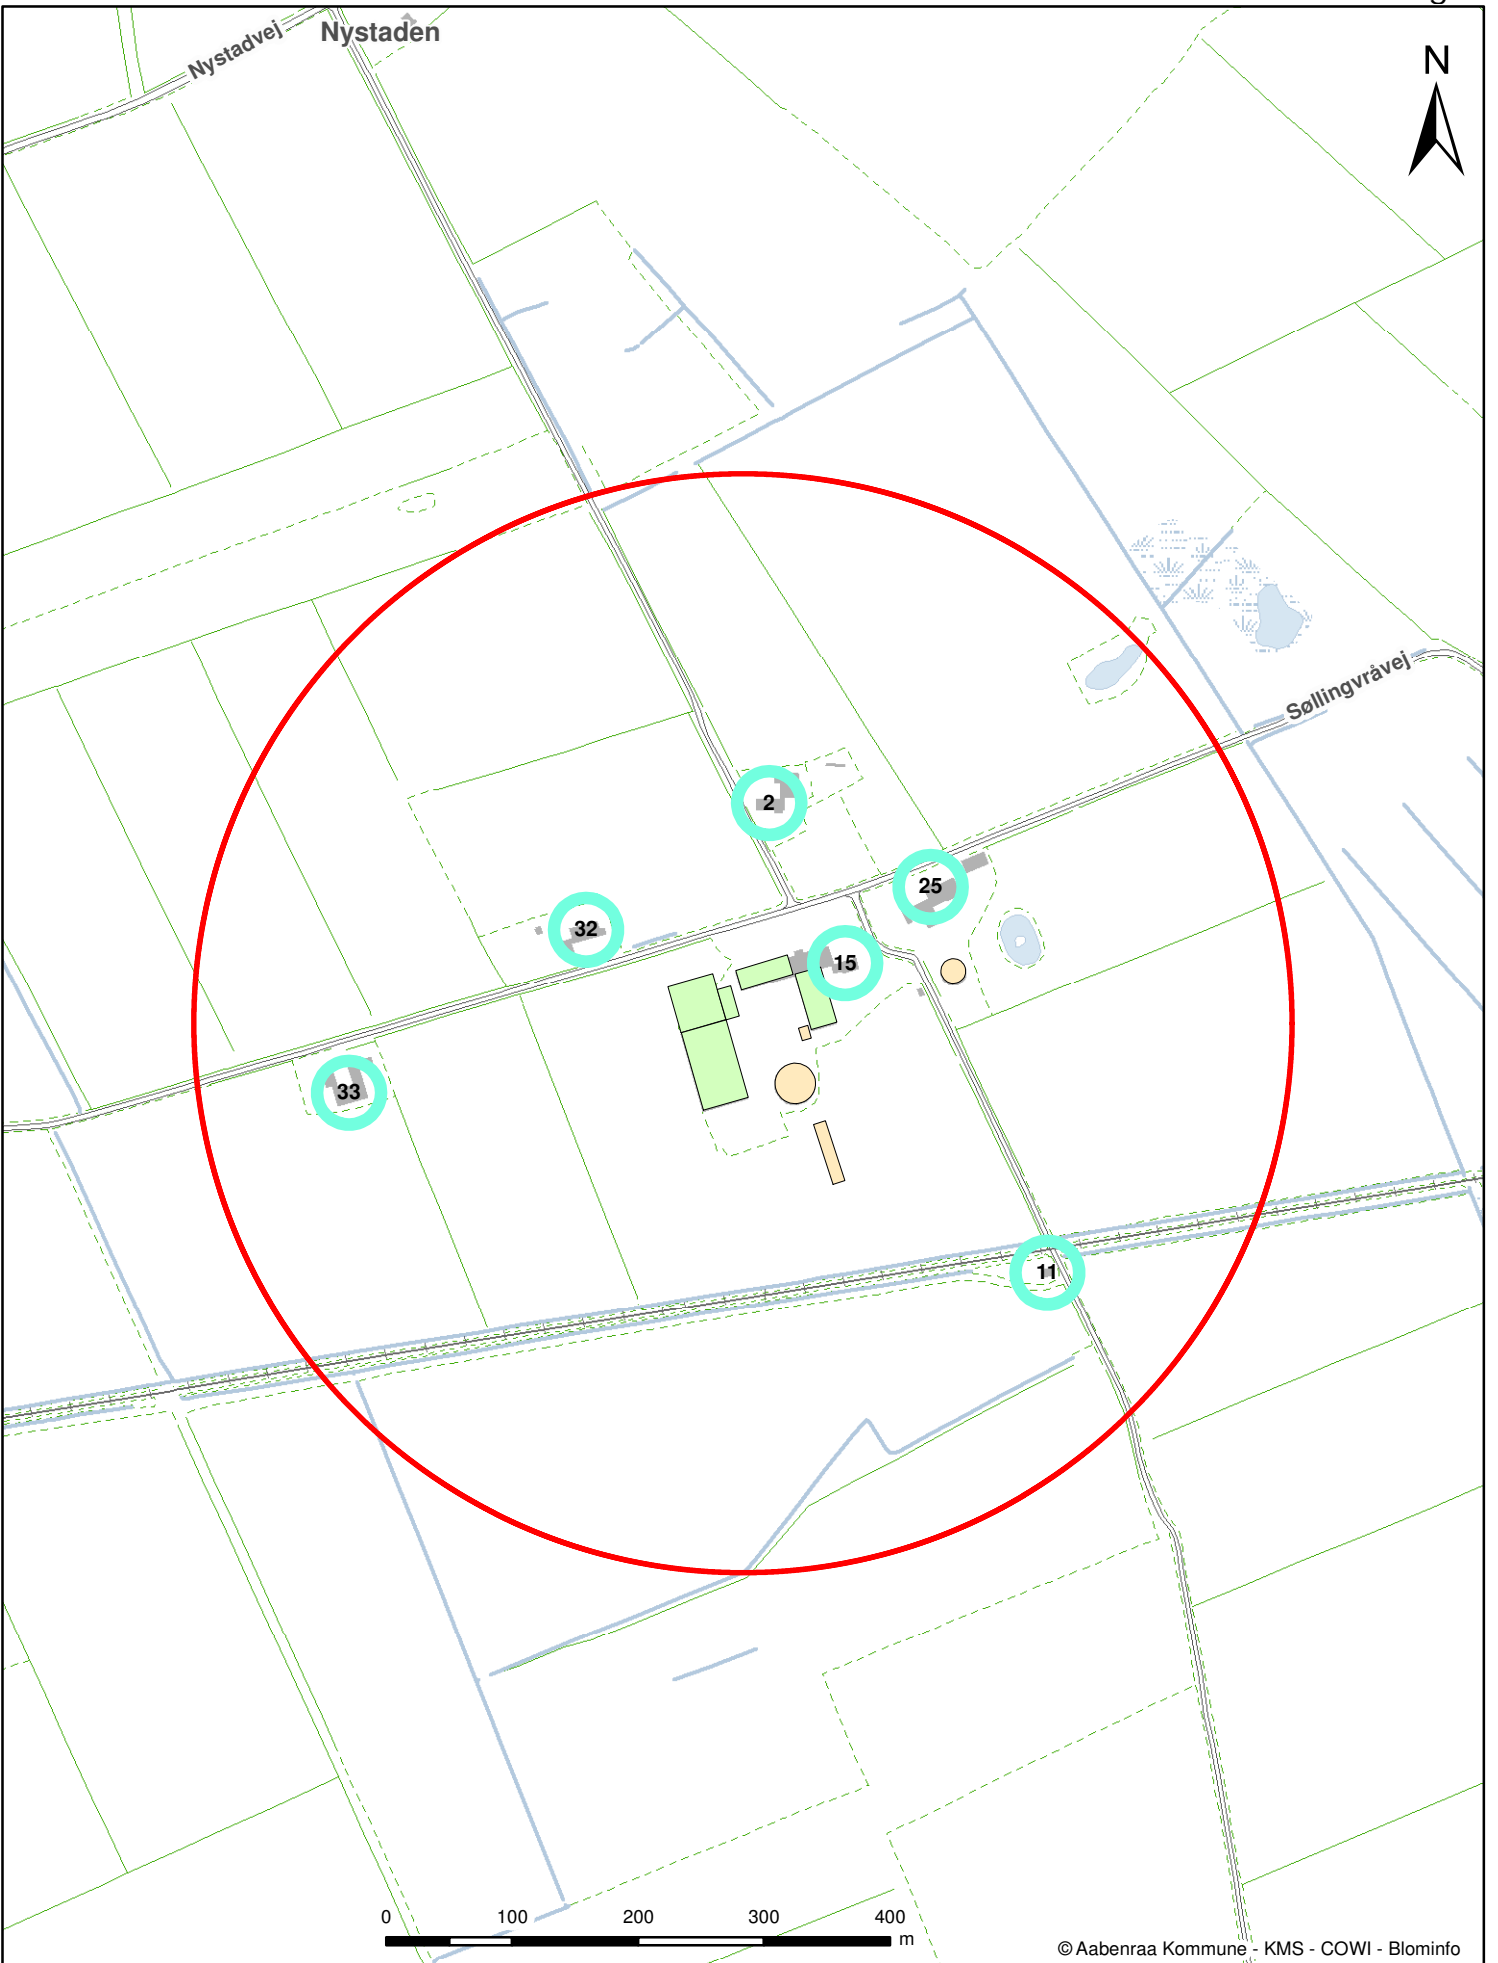 g
Nystadvej
Nystaden
N
Søllingvråvej
2
25
32
15
33
11
0 100 200 300 400
m
© Aabenraa Kommune - KMS - COWI - Blominfo